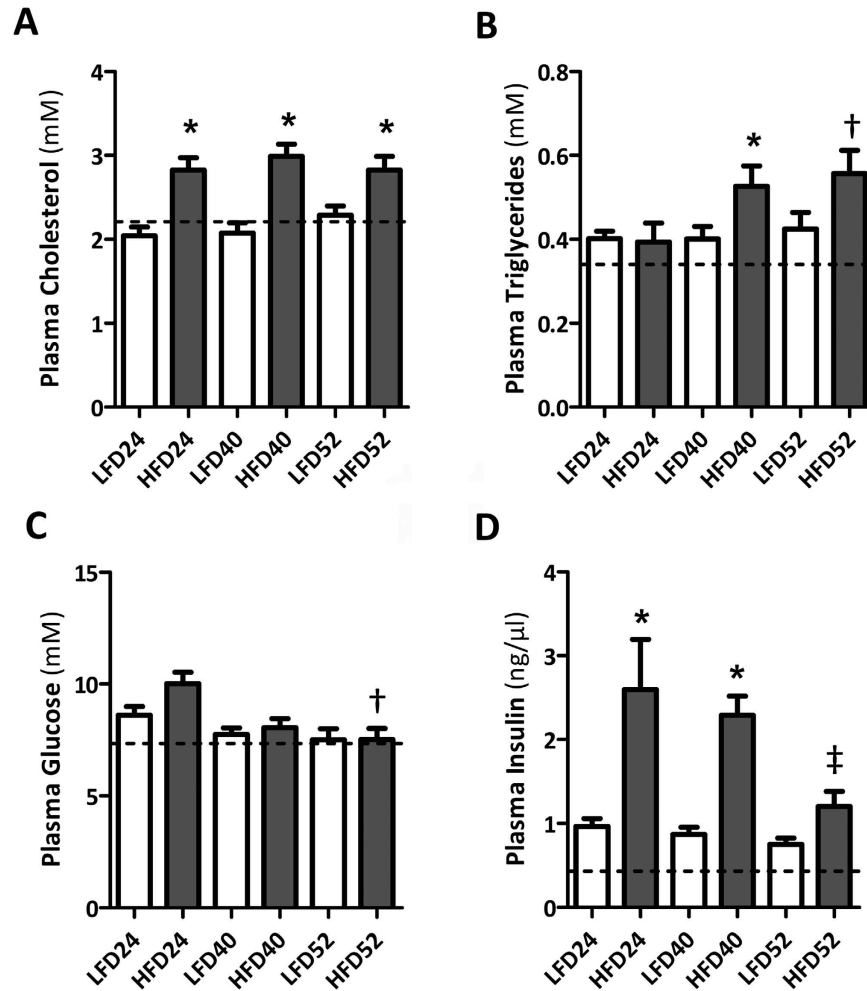 A
Plasma Cholesterol (mM)
4
3
2
1
0
* * *
LFD24 HFD24 LFD40 HFD40 LFD52 HFD52
B
Plasma Triglycerides (mM)
0.8
0.6
0.4
0.2
0.0
* †
LFD24 HFD24 LFD40 HFD40 LFD52 HFD52
C
Plasma Glucose (mM)
15
10
5
0
†
LFD24 HFD24 LFD40 HFD40 LFD52 HFD52
D
Plasma Insulin (ng/µl)
4
3
2
1
0
* * ‡
LFD24 HFD24 LFD40 HFD40 LFD52 HFD52